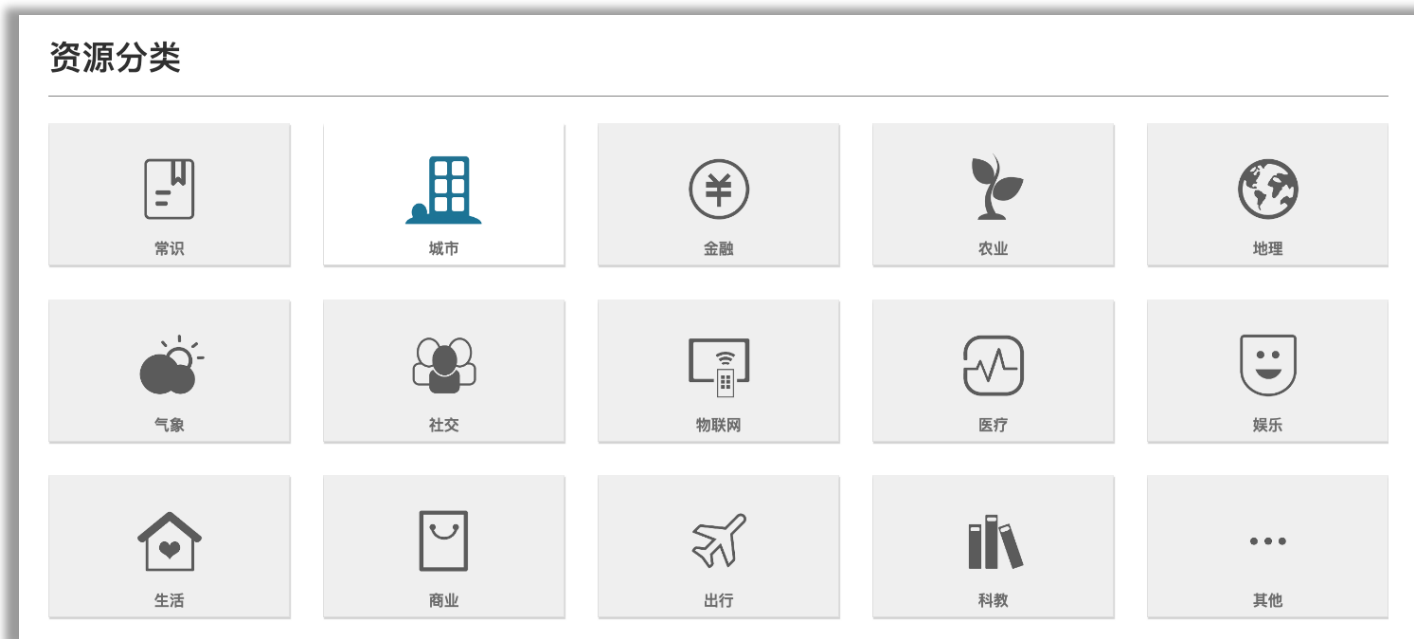 资源分类
常识
城市
金融
农业
地理
气象
社交
物联网
医疗
娱乐
生活
商业
出行
科教
其他